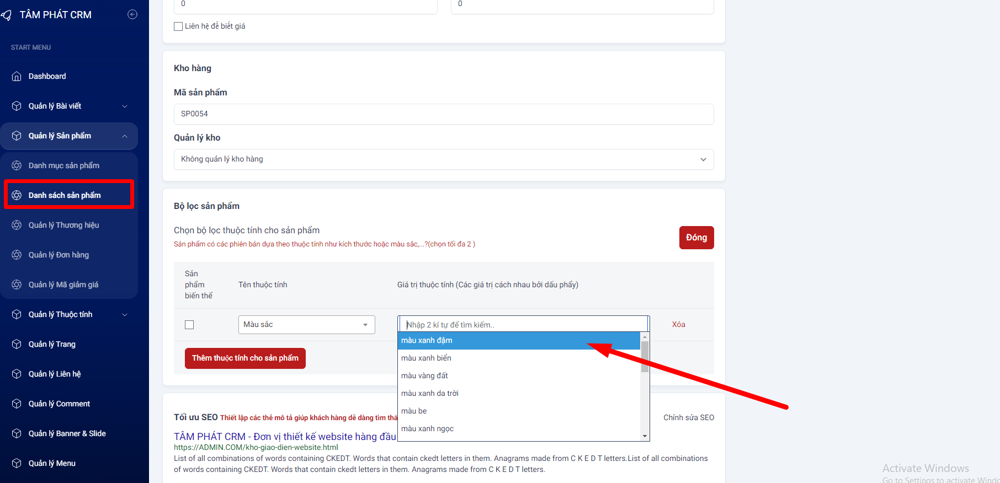 TÂM PHÁT CRM
START MENU
Dashboard
Quản lý Bài viết
Quản lý Sản phẩm
Danh mục sản phẩm
Danh sách sản phẩm
Quản lý Thương hiệu
Quản lý Đơn hàng
Quản lý Mã giảm giá
Quản lý Thuộc tính
Quản lý Trang
Quản lý Liên hệ
Quản lý Comment
Quản lý Banner & Slide
Quản lý Menu
0
0
Liên hệ để biết giá
Kho hàng
Mã sản phẩm
SP0054
Quản lý kho
Không quản lý kho hàng
Bộ lọc sản phẩm
Chọn bộ lọc thuộc tính cho sản phẩm
Sản phẩm có các phiên bản dựa theo thuộc tính như kích thước hoặc màu sắc,...?(chọn tối đa 2 )
Đóng
Sản phẩm biến thể
Tên thuộc tính
Giá trị thuộc tính (Các giá trị cách nhau bởi dấu phẩy)
Màu sắc
Nhập 2 kí tự để tìm kiếm..
Xóa
màu xanh đậm
màu xanh biển
màu vàng đất
màu xanh da trời
màu be
màu xanh ngọc
Thêm thuộc tính cho sản phẩm
Tối ưu SEO Thiết lập các thẻ mô tả giúp khách hàng dễ dàng tìm thấ
Chỉnh sửa SEO
TÂM PHÁT CRM - Đơn vị thiết kế website hàng đầu
https://ADMIN.COM/kho-giao-dien-website.html
List of all combinations of words containing CKEDT. Words that contain ckedt letters in them. Anagrams made from C K E D T letters.List of all combinations
of words containing CKEDT. Words that contain ckedt letters in them. Anagrams made from C K E D T letters.
Activate Windows
Go to Settings to activate Windo